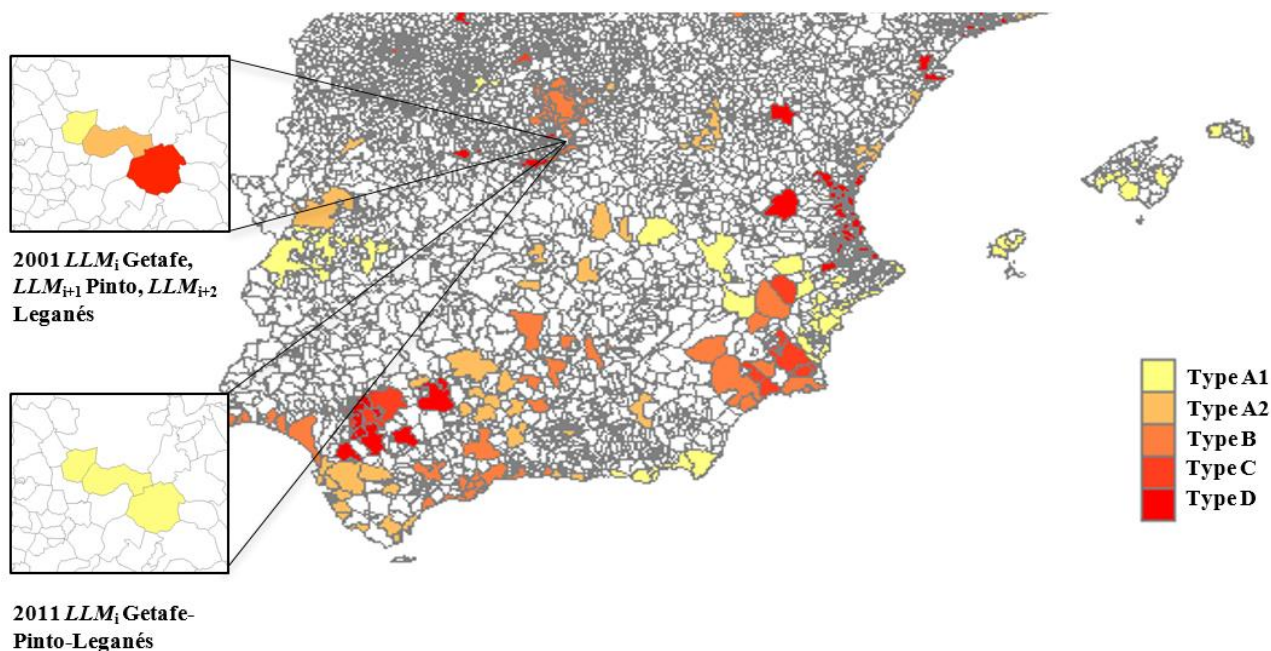 2001 LLMi Getafe,
LLMi+1 Pinto, LLMi+2
Leganés
2011 LLMi Getafe-
Pinto-Leganés
Type A1
Type A2
Type B
Type C
Type D